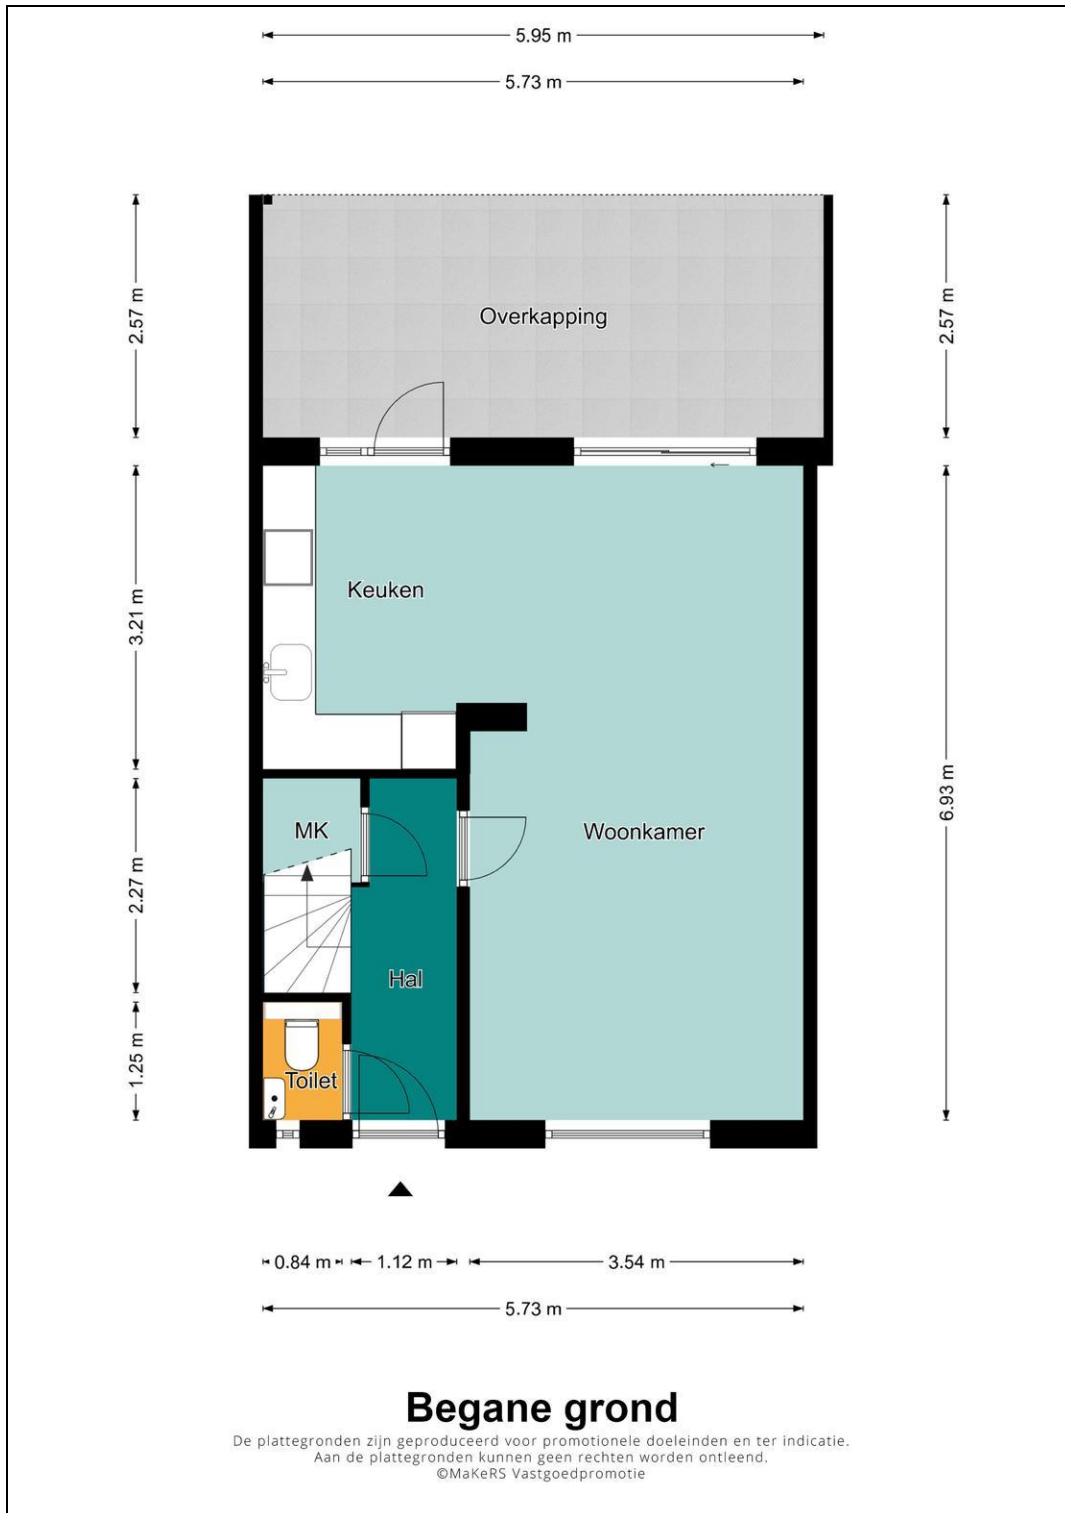 5.95 m
5.73 m
2.57 m
2.57 m
Overkapping
Keuken
3.21 m
6.93 m
MK
Woonkamer
2.27 m
Hal
1.25 m
Toilet
0.84 m
1.12 m
3.54 m
5.73 m
Begane grond
De plattegronden zijn geproduceerd voor promotionele doeleinden en ter indicatie.
Aan de plattegronden kunnen geen rechten worden ontleend.
©MaKeRS Vastgoedpromotie